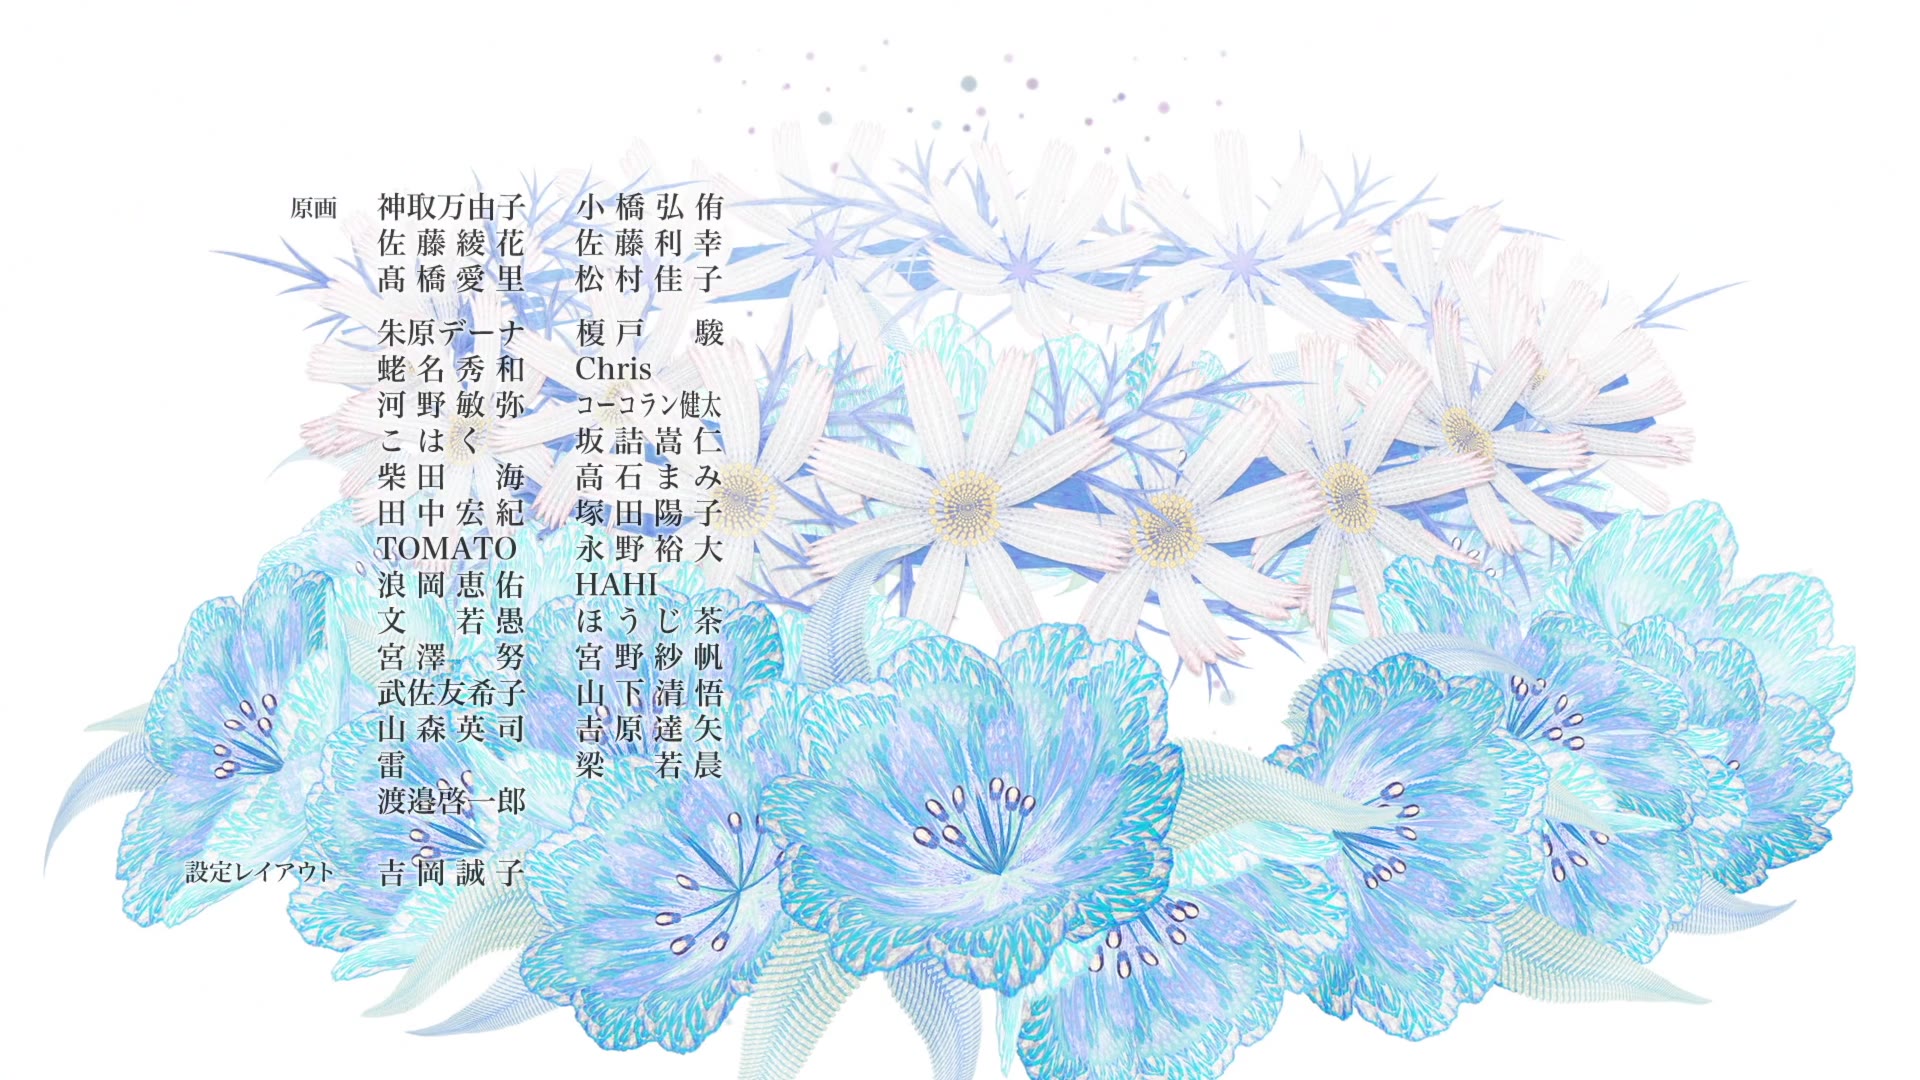 原画 神取万由子 小橋弘侑
佐藤綾花 佐藤利幸
髙橋愛里 松村佳子
朱原デーナ 榎戸 駿
蛯名秀和 Chris
河野敏弥 コーコラン健太
こはく 坂詰嵩仁
柴田 海 高石まみ
田中宏紀 塚田陽子
TOMATO 永野裕大
浪岡恵佑 HAHI
文 若愚 ほうじ茶
宮澤 努 宮野紗帆
武佐友希子 山下清悟
山森英司 吉原達矢
雷 梁 若晨
渡邉啓一郎
設定レイアウト 吉岡誠子